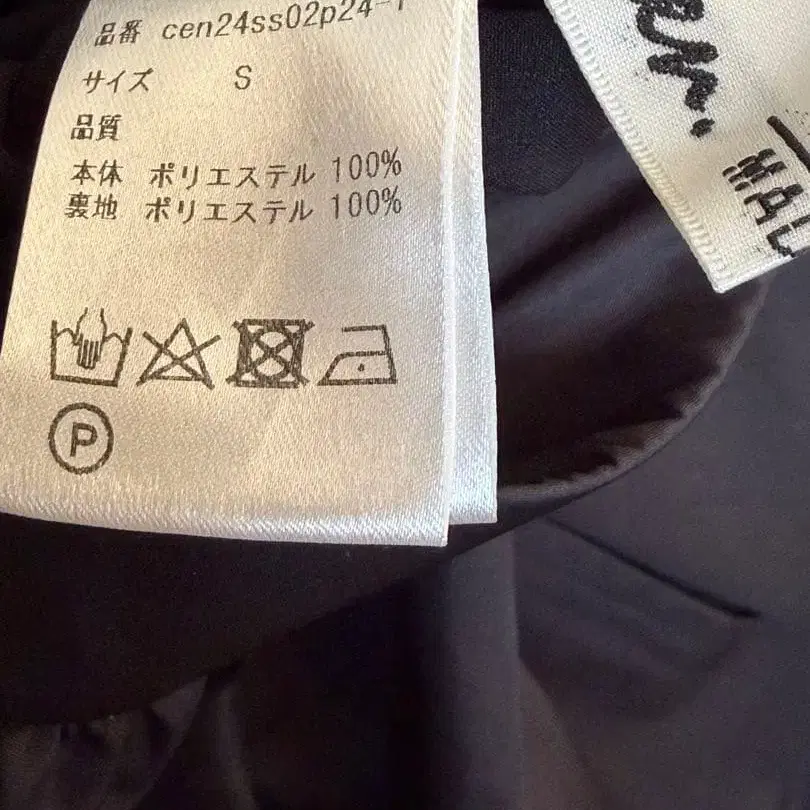 品番 cen24ss02p24-1
サイズ S
品質
本体 ポリエステル 100%
裏地 ポリエステル 100%
P